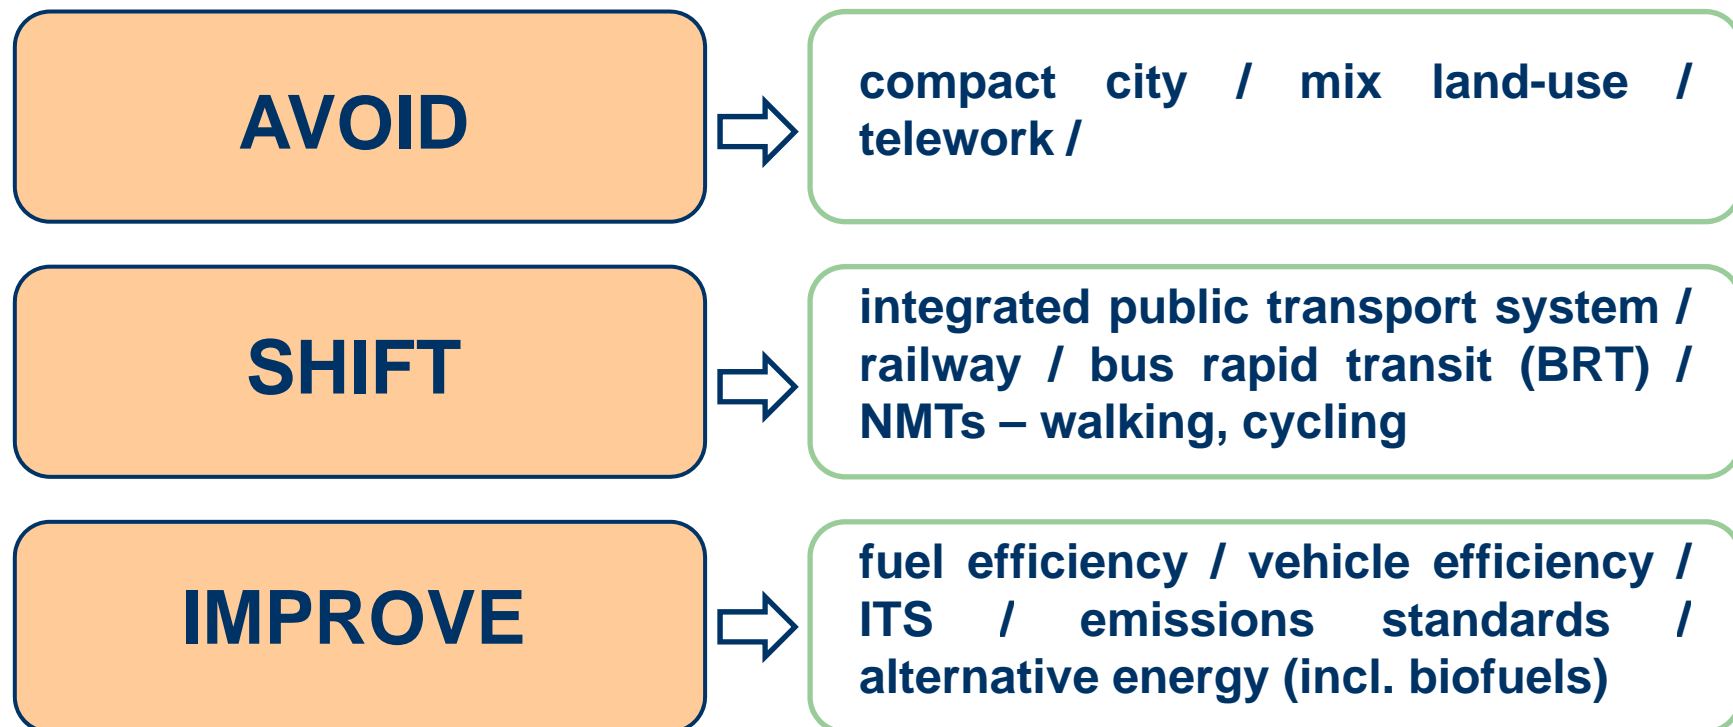 AVOID
compact city / mix land-use /
telework /
SHIFT
integrated public transport system /
railway / bus rapid transit (BRT) /
NMTs – walking, cycling
IMPROVE
fuel efficiency / vehicle efficiency /
ITS / emissions standards /
alternative energy (incl. biofuels)